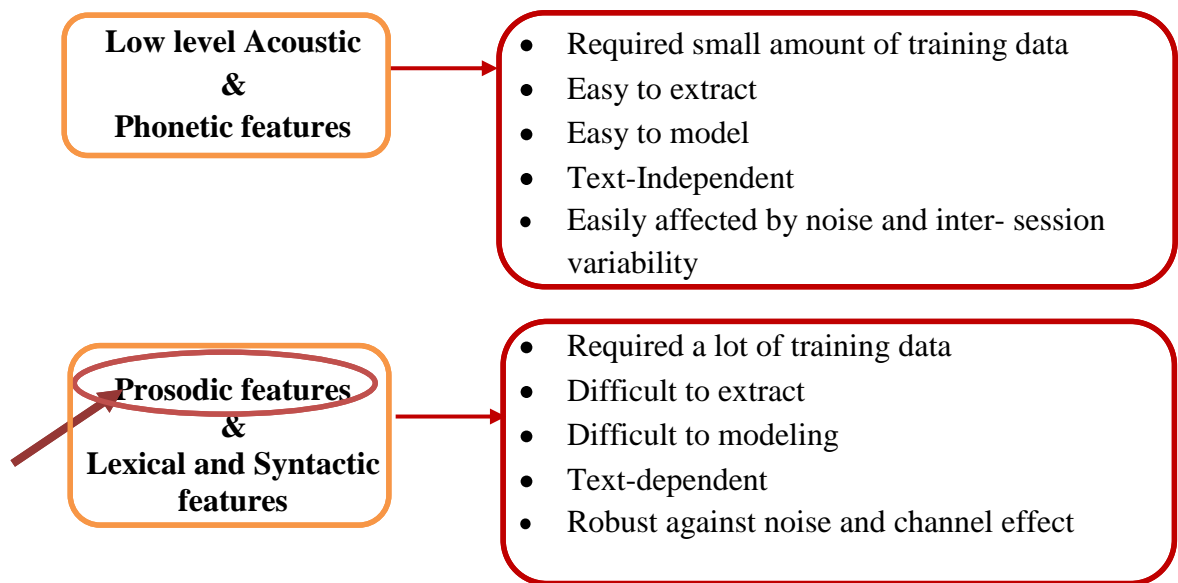 Low level Acoustic
&
Phonetic features
• Required small amount of training data
• Easy to extract
• Easy to model
• Text-Independent
• Easily affected by noise and inter- session
variability
Prosodic features
&
Lexical and Syntactic
features
• Required a lot of training data
• Difficult to extract
• Difficult to modeling
• Text-dependent
• Robust against noise and channel effect